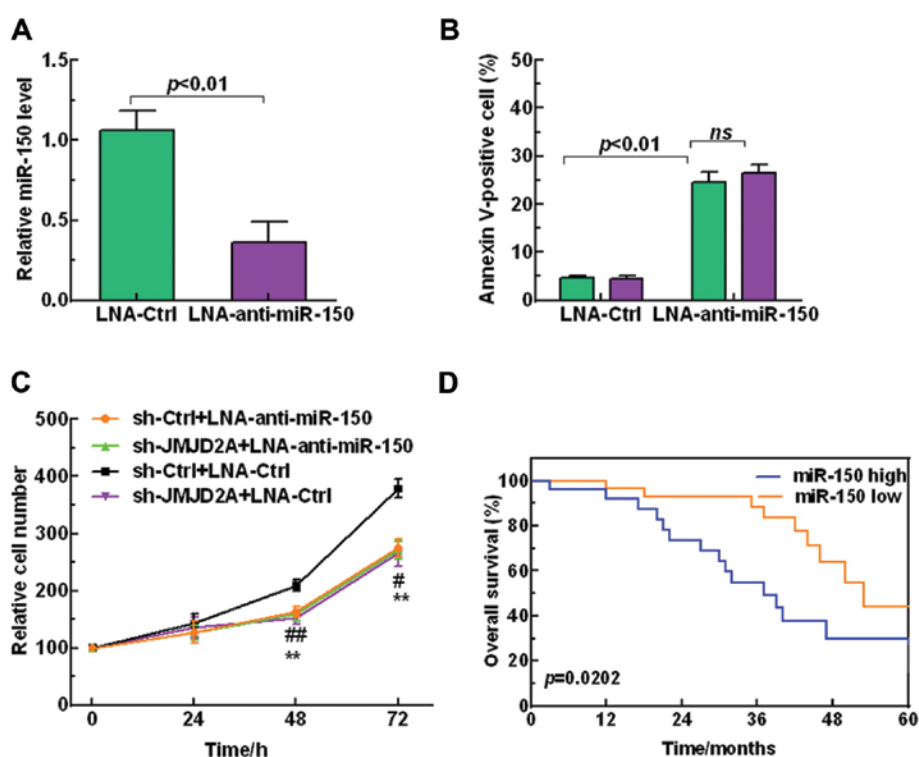 A
Relative miR-150 level
1.5
1.0
0.5
0.0
p<0.01
LNA-Ctrl
LNA-anti-miR-150
B
Annexin V-positive cell (%)
50
40
30
20
10
0
p<0.01
ns
LNA-Ctrl
LNA-anti-miR-150
C
Relative cell number
500
400
300
200
100
0
sh-Ctrl+LNA-anti-miR-150
sh-JMJD2A+LNA-anti-miR-150
sh-Ctrl+LNA-Ctrl
sh-JMJD2A+LNA-Ctrl
##
**
#
**
0
24
48
72
Time/h
D
Overall survival (%)
100
80
60
40
20
miR-150 high
miR-150 low
p=0.0202
0
12
24
36
48
60
Time/months